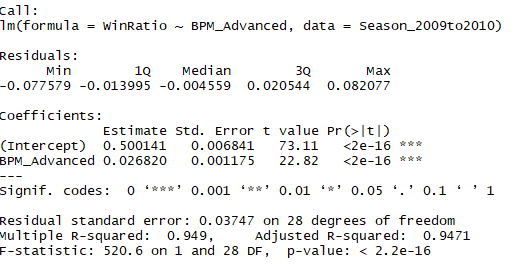 Call:
lm(formula = WinRatio ~ BPM_Advanced, data = Season_2009to2010)
Residuals:
Min 1Q Median 3Q Max
-0.077579 -0.013995 -0.004559 0.020544 0.082077
Coefficients:
Estimate Std. Error t value Pr(>|t|)
(Intercept) 0.500141 0.006841 73.11 <2e-16 ***
BPM_Advanced 0.026820 0.001175 22.82 <2e-16 ***
---
Signif. codes: 0 ‘***’ 0.001 ‘**’ 0.01 ‘*’ 0.05 ‘.’ 0.1 ‘ ’ 1
Residual standard error: 0.03747 on 28 degrees of freedom
Multiple R-squared: 0.949, Adjusted R-squared: 0.9471
F-statistic: 520.6 on 1 and 28 DF, p-value: < 2.2e-16